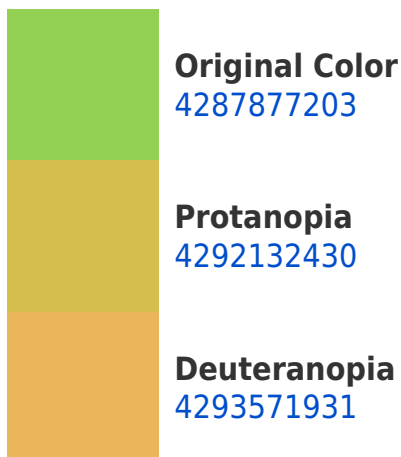 Original Color
4287877203
Protanopia
4292132430
Deuteranopia
4293571931